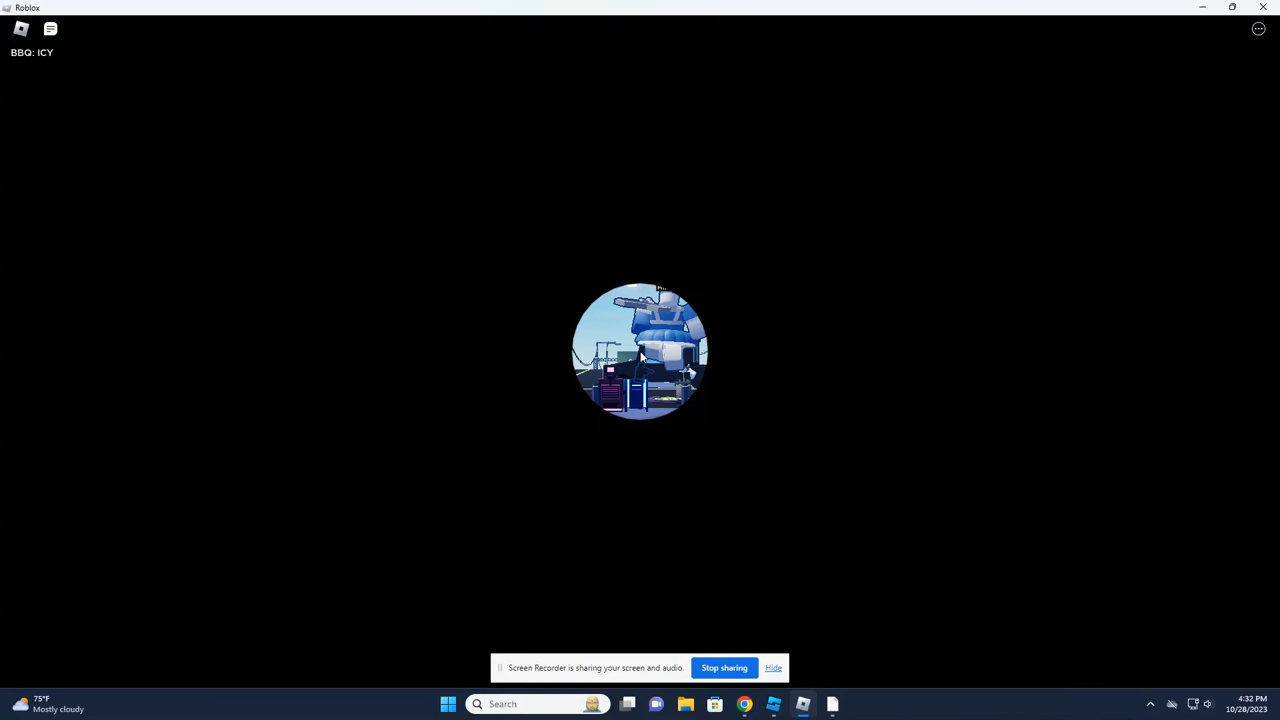 Roblox
BBQ: ICY
Screen Recorder is sharing your screen and audio.
Stop sharing
Hide
75°F
Mostly cloudy
Search
4:32 PM
10/28/2023